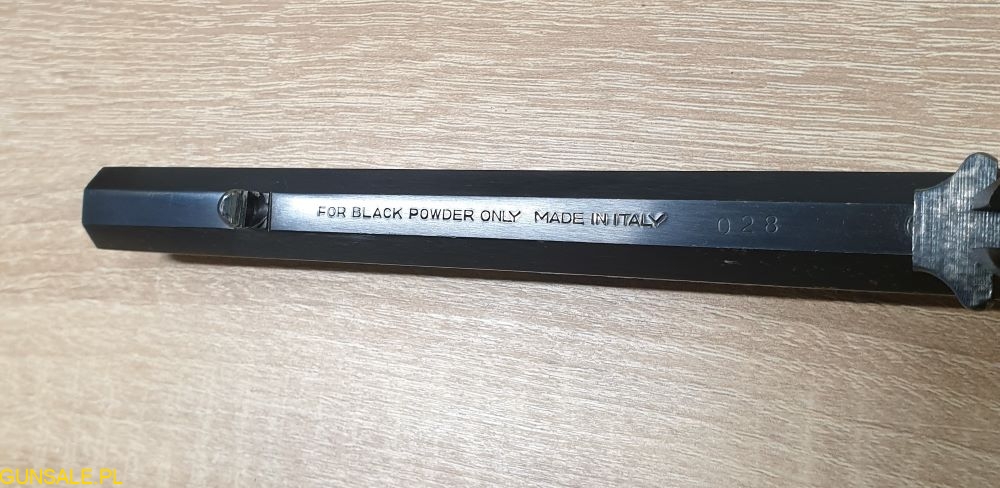 FOR BLACK POWDER ONLY MADE IN ITALY 028
GUNSALE.PL